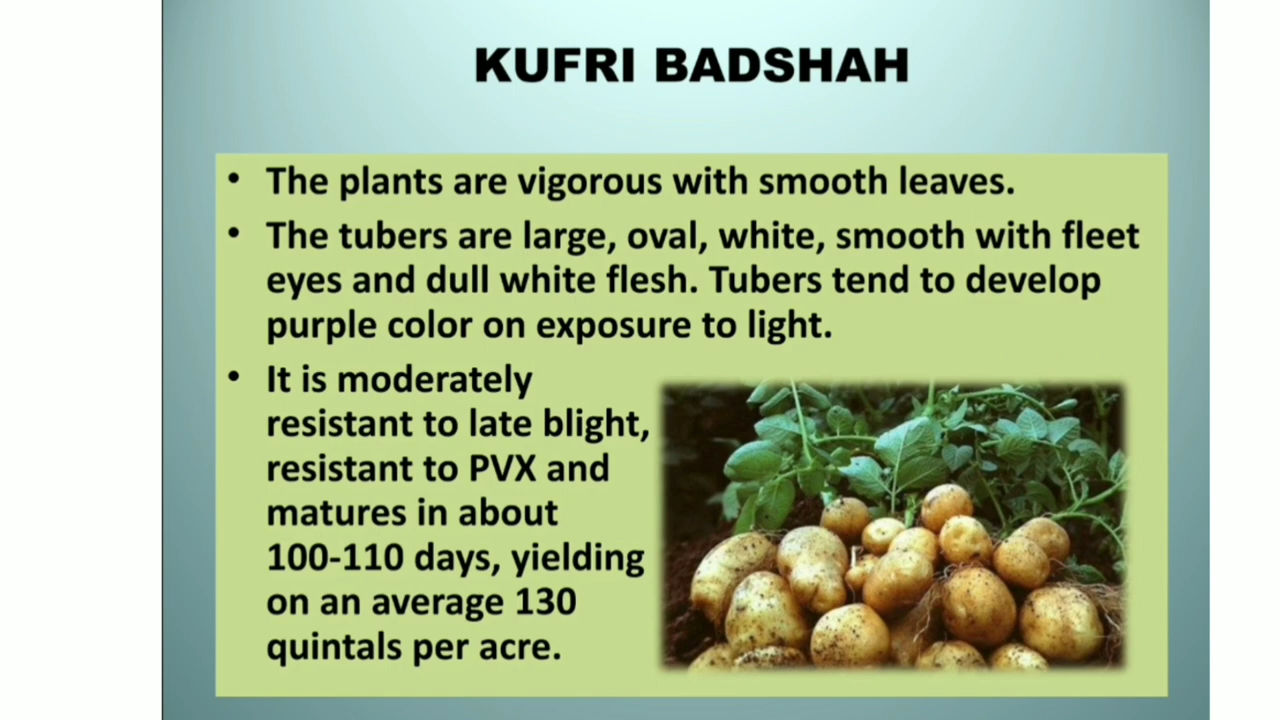 KUFRI BADSHAH
• The plants are vigorous with smooth leaves.
• The tubers are large, oval, white, smooth with fleet
eyes and dull white flesh. Tubers tend to develop
purple color on exposure to light.
• It is moderately
resistant to late blight,
resistant to PVX and
matures in about
100-110 days, yielding
on an average 130
quintals per acre.